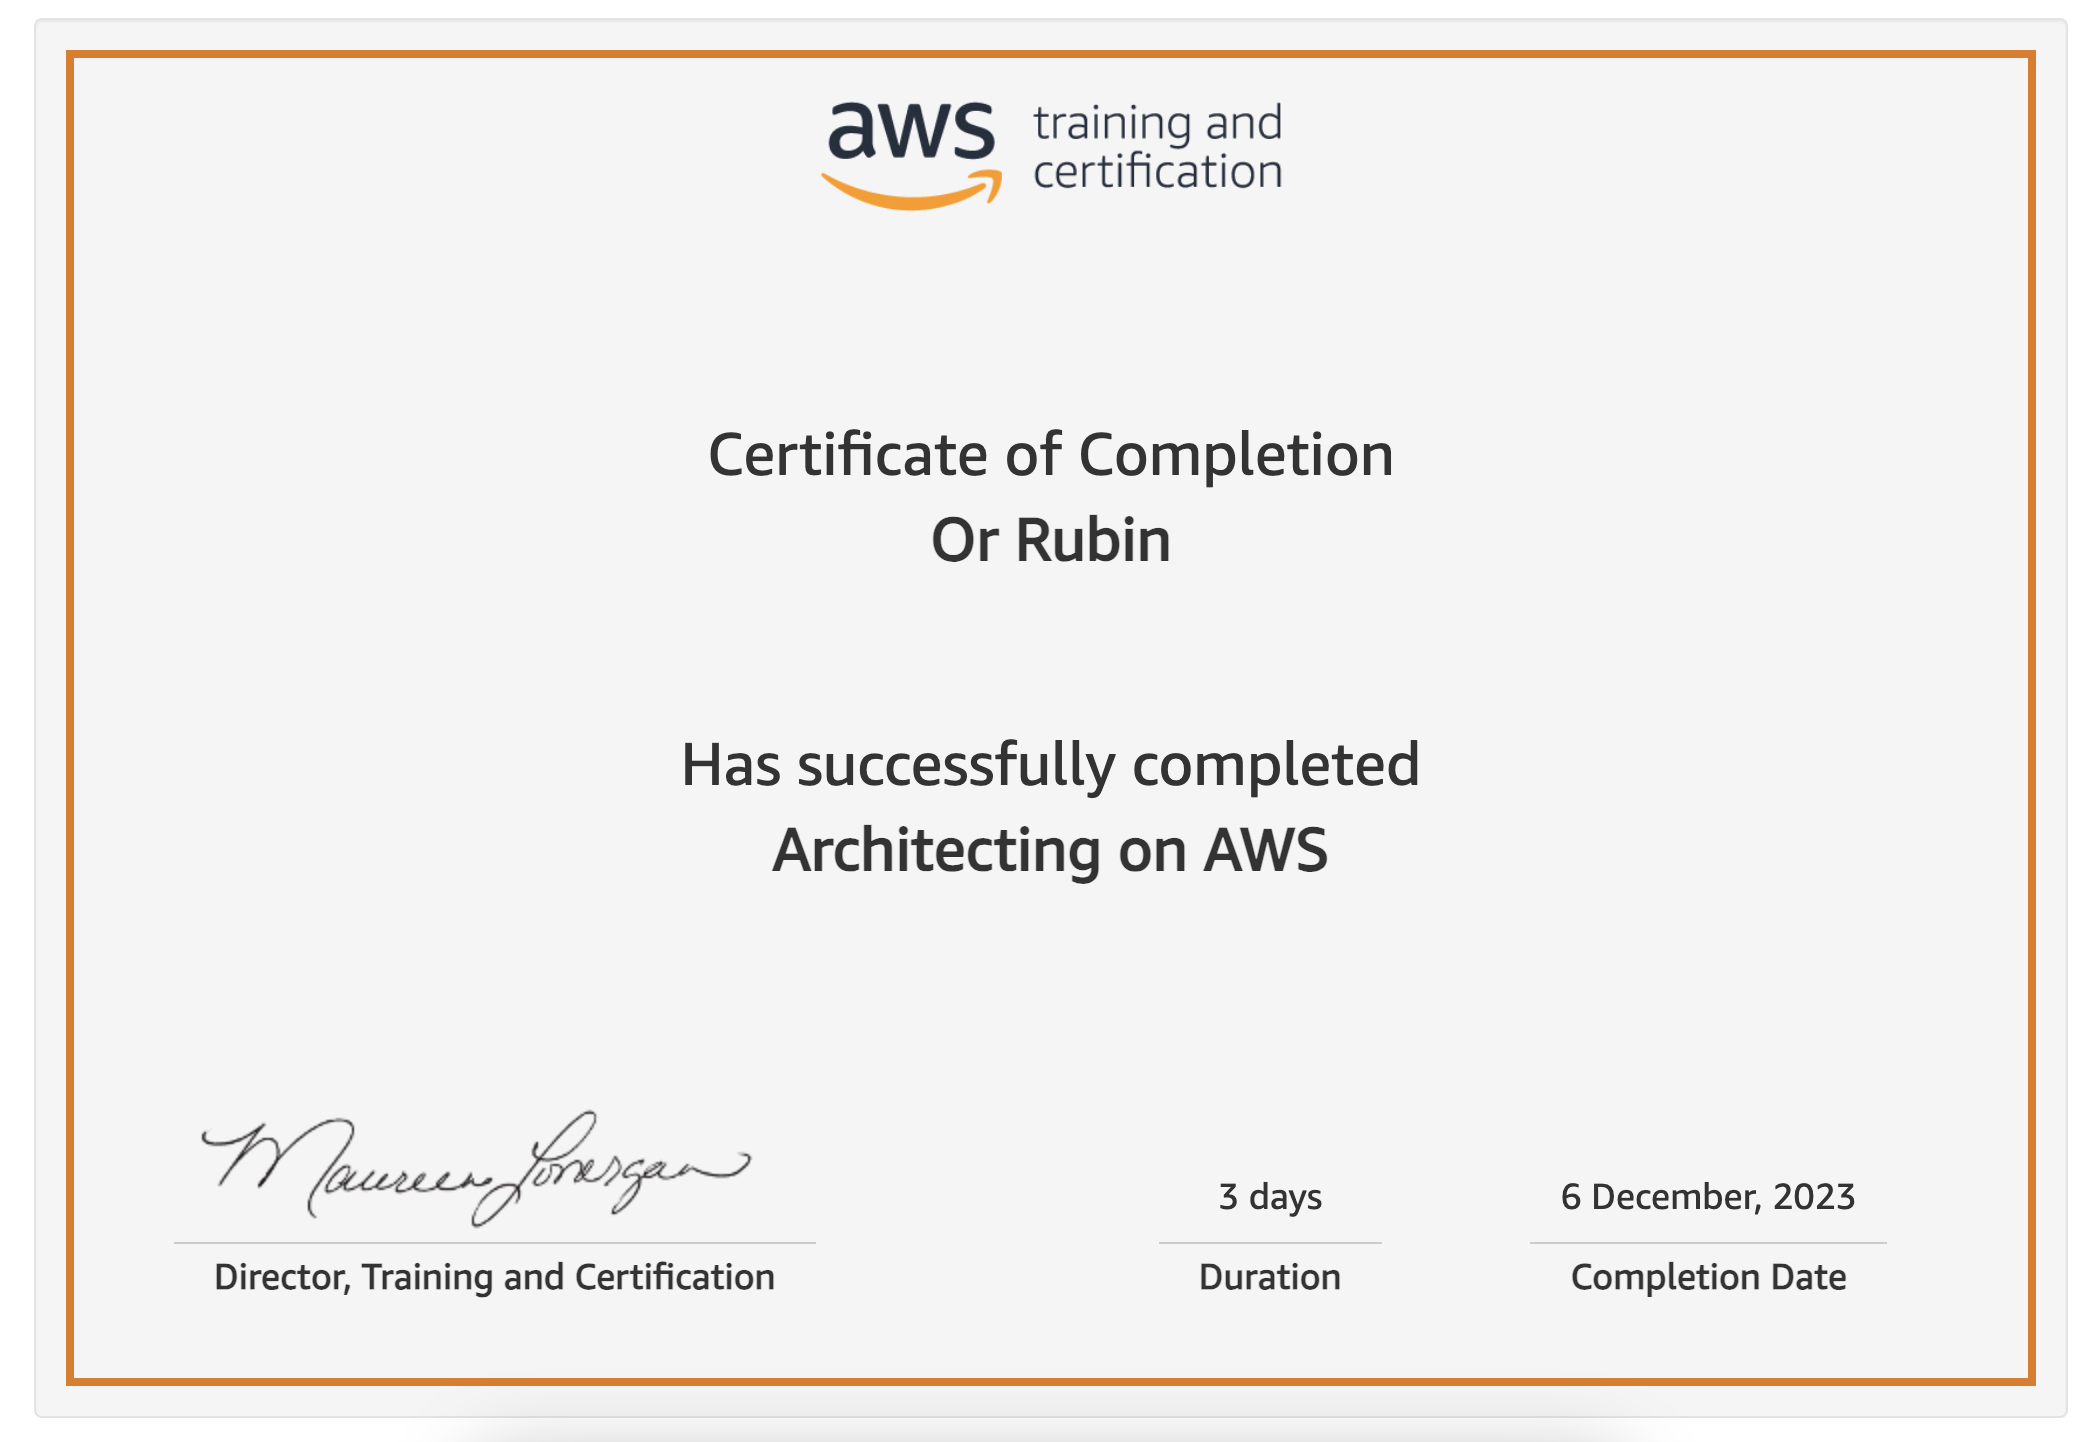 aws training and
certification
Certificate of Completion
Or Rubin
Has successfully completed
Architecting on AWS
Maureen Lonergan
3 days
6 December, 2023
Director, Training and Certification
Duration
Completion Date